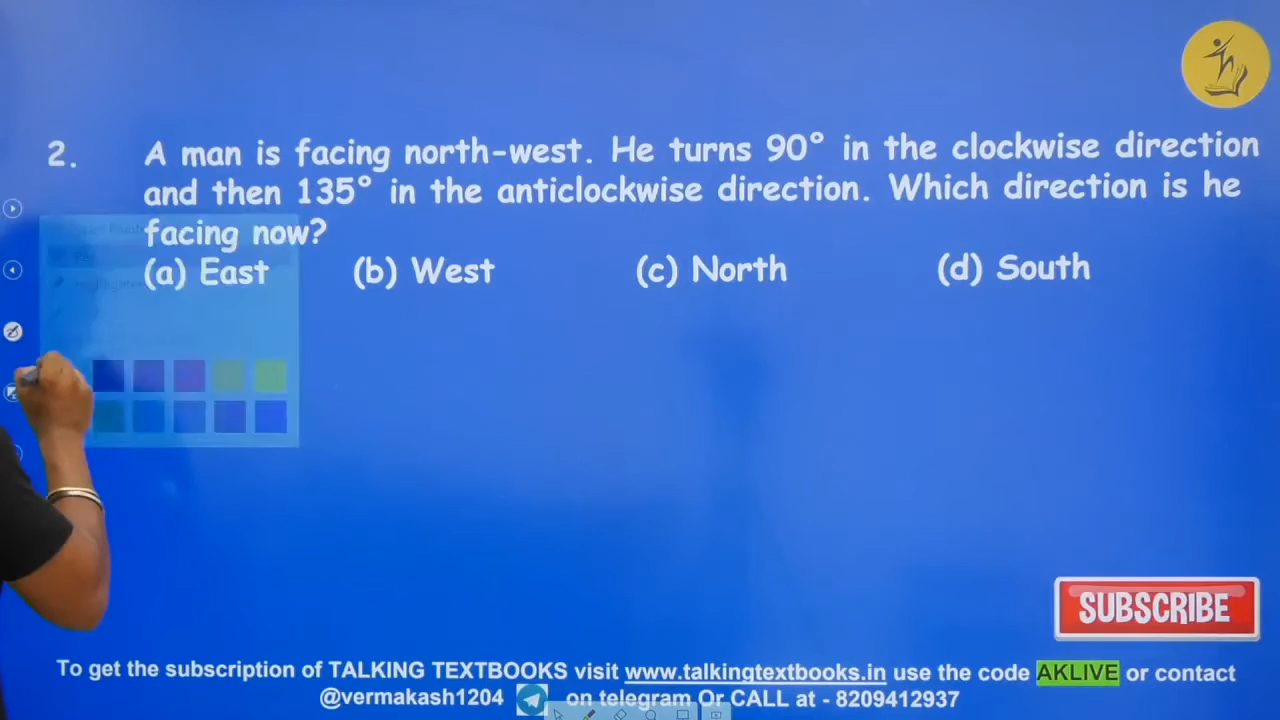 2. A man is facing north-west. He turns 90° in the clockwise direction
and then 135° in the anticlockwise direction. Which direction is he
facing now?
(a) East (b) West (c) North (d) South
SUBSCRIBE
To get the subscription of TALKING TEXTBOOKS visit www.talkingtextbooks.in use the code AKLIVE or contact
@vermakash1204 on telegram Or CALL at - 8209412937